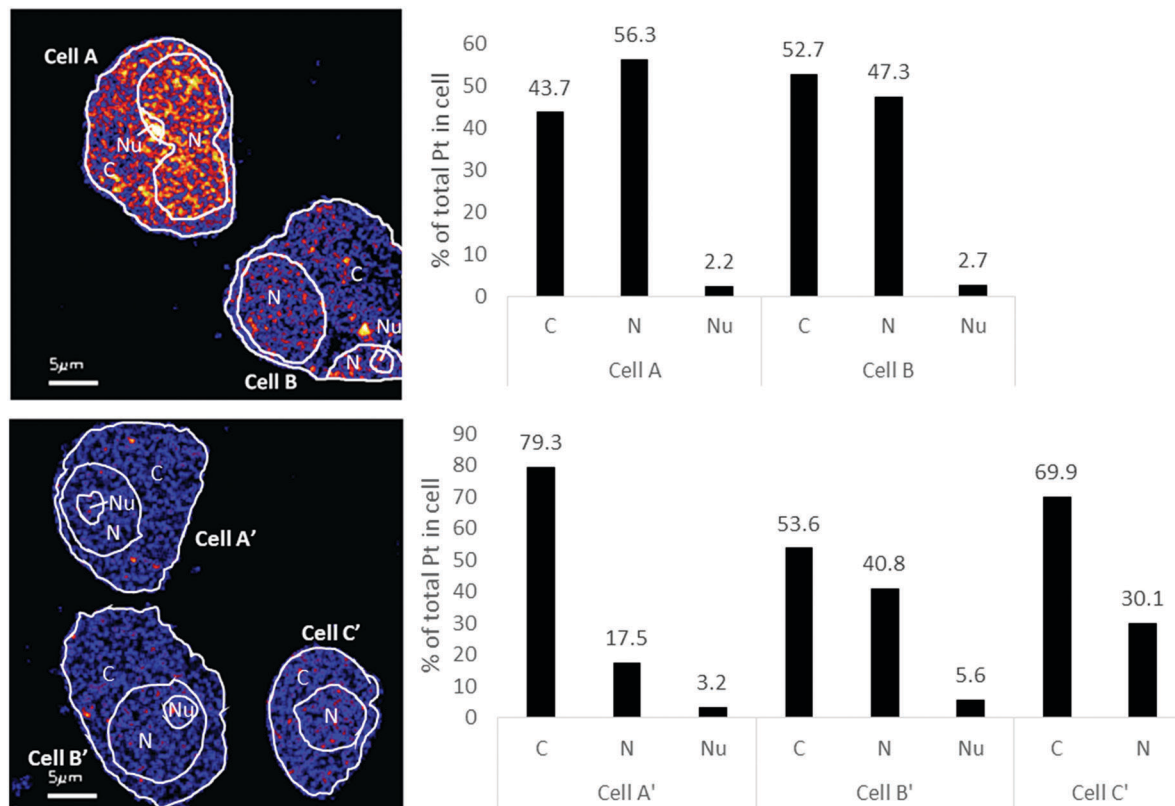 Cell A
Nu
N
C
C
N
Nu
N
5μm
Cell B
% of total Pt in cell
60
50
40
30
20
10
0
43.7
56.3
2.2
52.7
47.3
2.7
C N Nu C N Nu
Cell A Cell B
C
Nu
N
Cell A'
Cell C'
C
C
Nu
N
N
Cell B'
5μm
% of total Pt in cell
90
80
70
60
50
40
30
20
10
0
79.3
17.5
3.2
53.6
40.8
5.6
69.9
30.1
C N Nu C N Nu C N
Cell A' Cell B' Cell C'